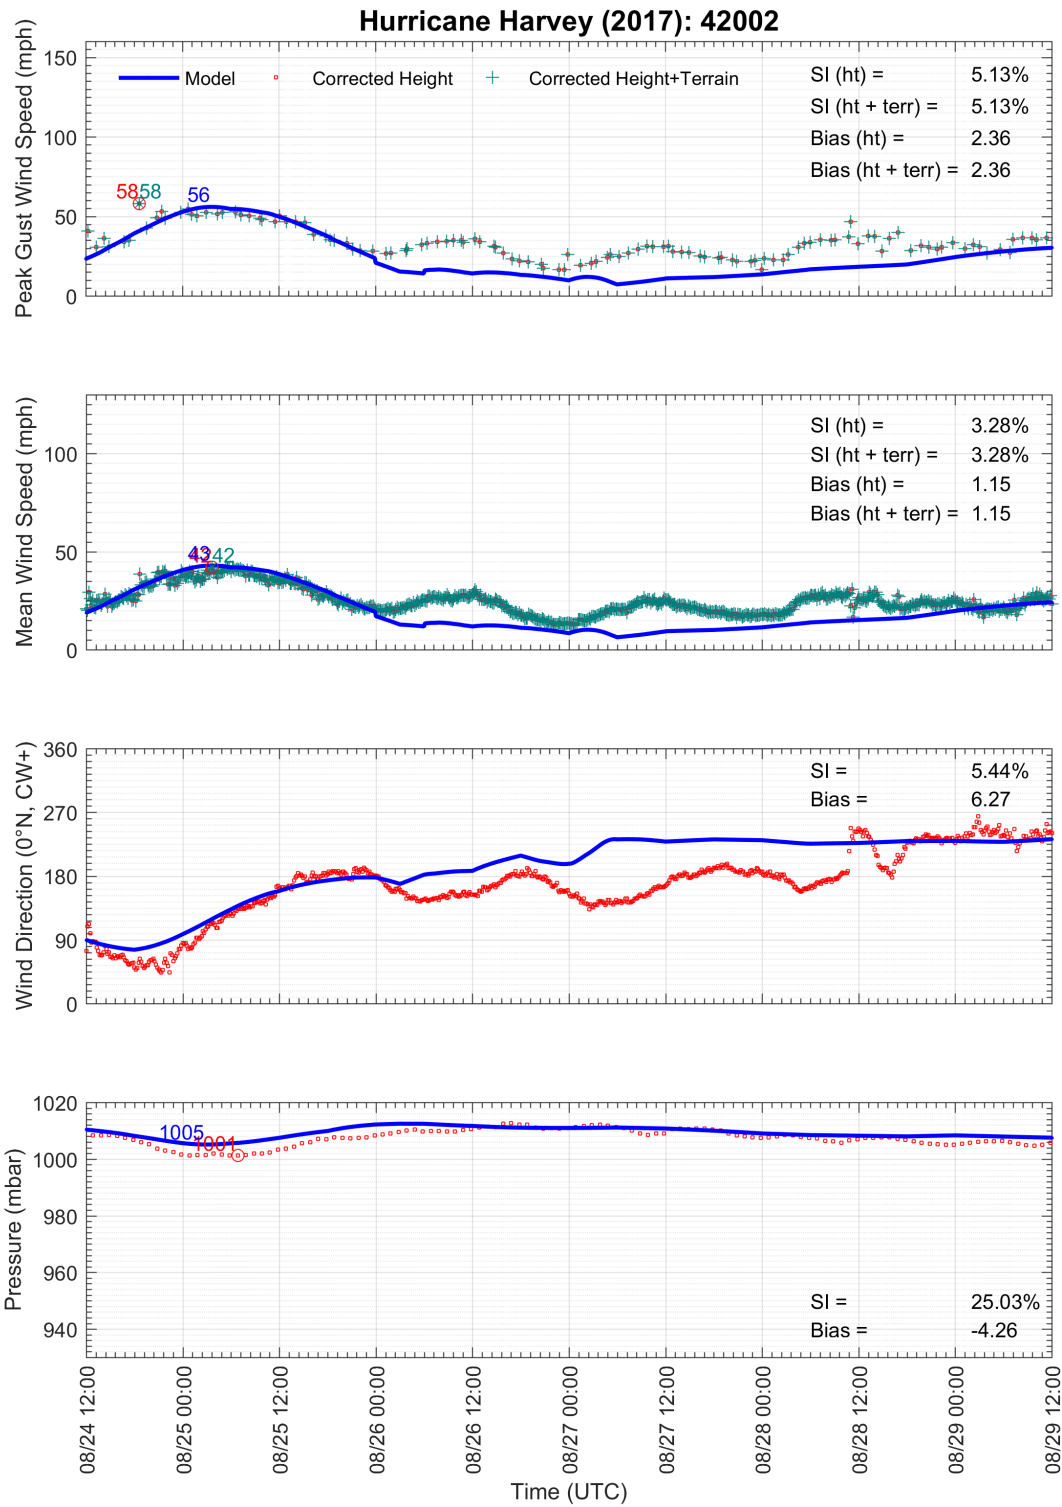 Hurricane Harvey (2017): 42002
Peak Gust Wind Speed (mph)
150
100
50
0
Model
Corrected Height
Corrected Height+Terrain
SI (ht) = 5.13%
SI (ht + terr) = 5.13%
Bias (ht) = 2.36
Bias (ht + terr) = 2.36
58
58
56
Mean Wind Speed (mph)
100
50
0
SI (ht) = 3.28%
SI (ht + terr) = 3.28%
Bias (ht) = 1.15
Bias (ht + terr) = 1.15
43
42
Wind Direction (0°N, CW+)
360
270
180
90
0
SI = 5.44%
Bias = 6.27
Pressure (mbar)
1020
1000
980
960
940
1005
1001
SI = 25.03%
Bias = -4.26
08/24 12:00
08/25 00:00
08/25 12:00
08/26 00:00
08/26 12:00
08/27 00:00
08/27 12:00
08/28 00:00
08/28 12:00
08/29 00:00
08/29 12:00
Time (UTC)